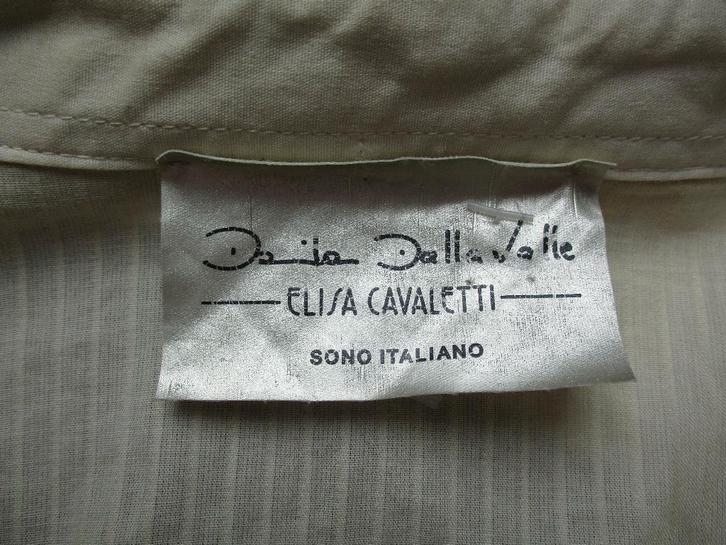 Daniela Dalla Valle
ELISA CAVALETTI
SONO ITALIANO